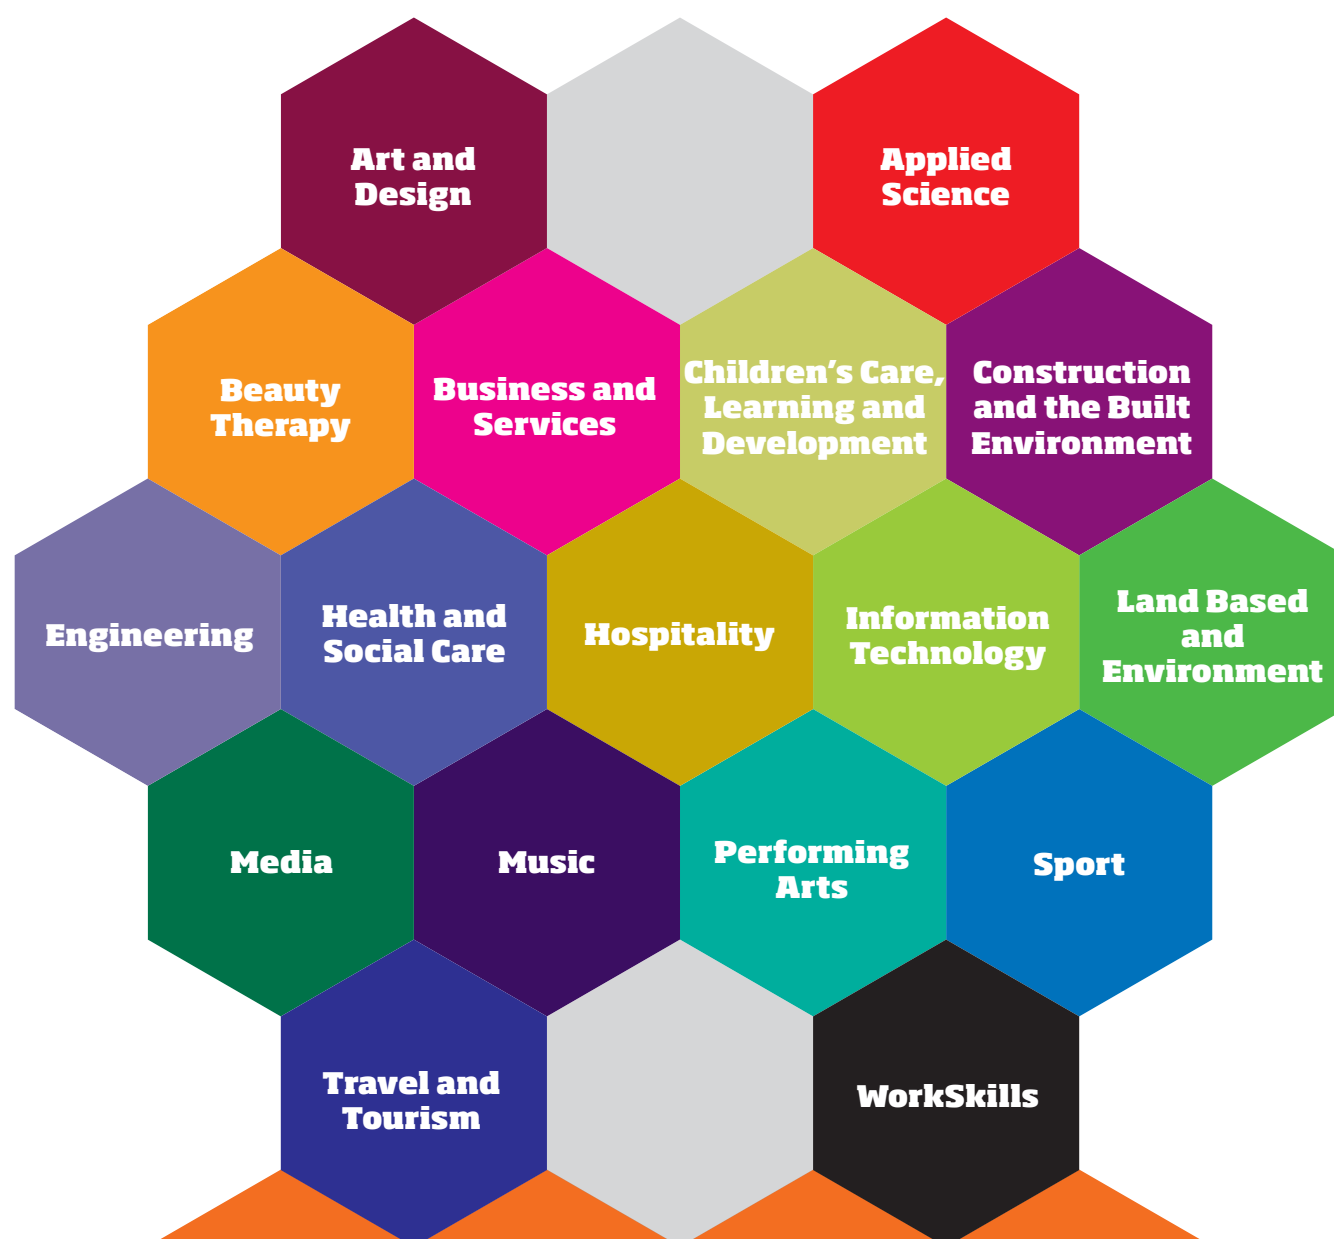 Art and
Design
Applied
Science
Beauty
Therapy
Business and
Services
Children’s Care,
Learning and
Development
Construction
and the Built
Environment
Engineering
Health and
Social Care
Hospitality
Information
Technology
Land Based
and
Environment
Media
Music
Performing
Arts
Sport
Travel and
Tourism
WorkSkills